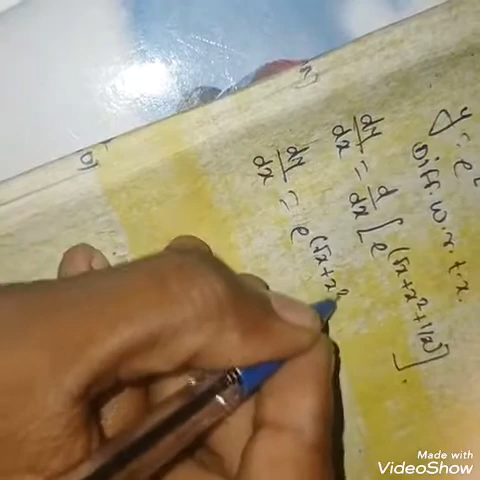 y = e
Diff. w.r.t. x.
dy/dx = d/dx [e^(√x+x²+1/x)].
dy/dx = e^(√x+x²
Made with
VideoShow